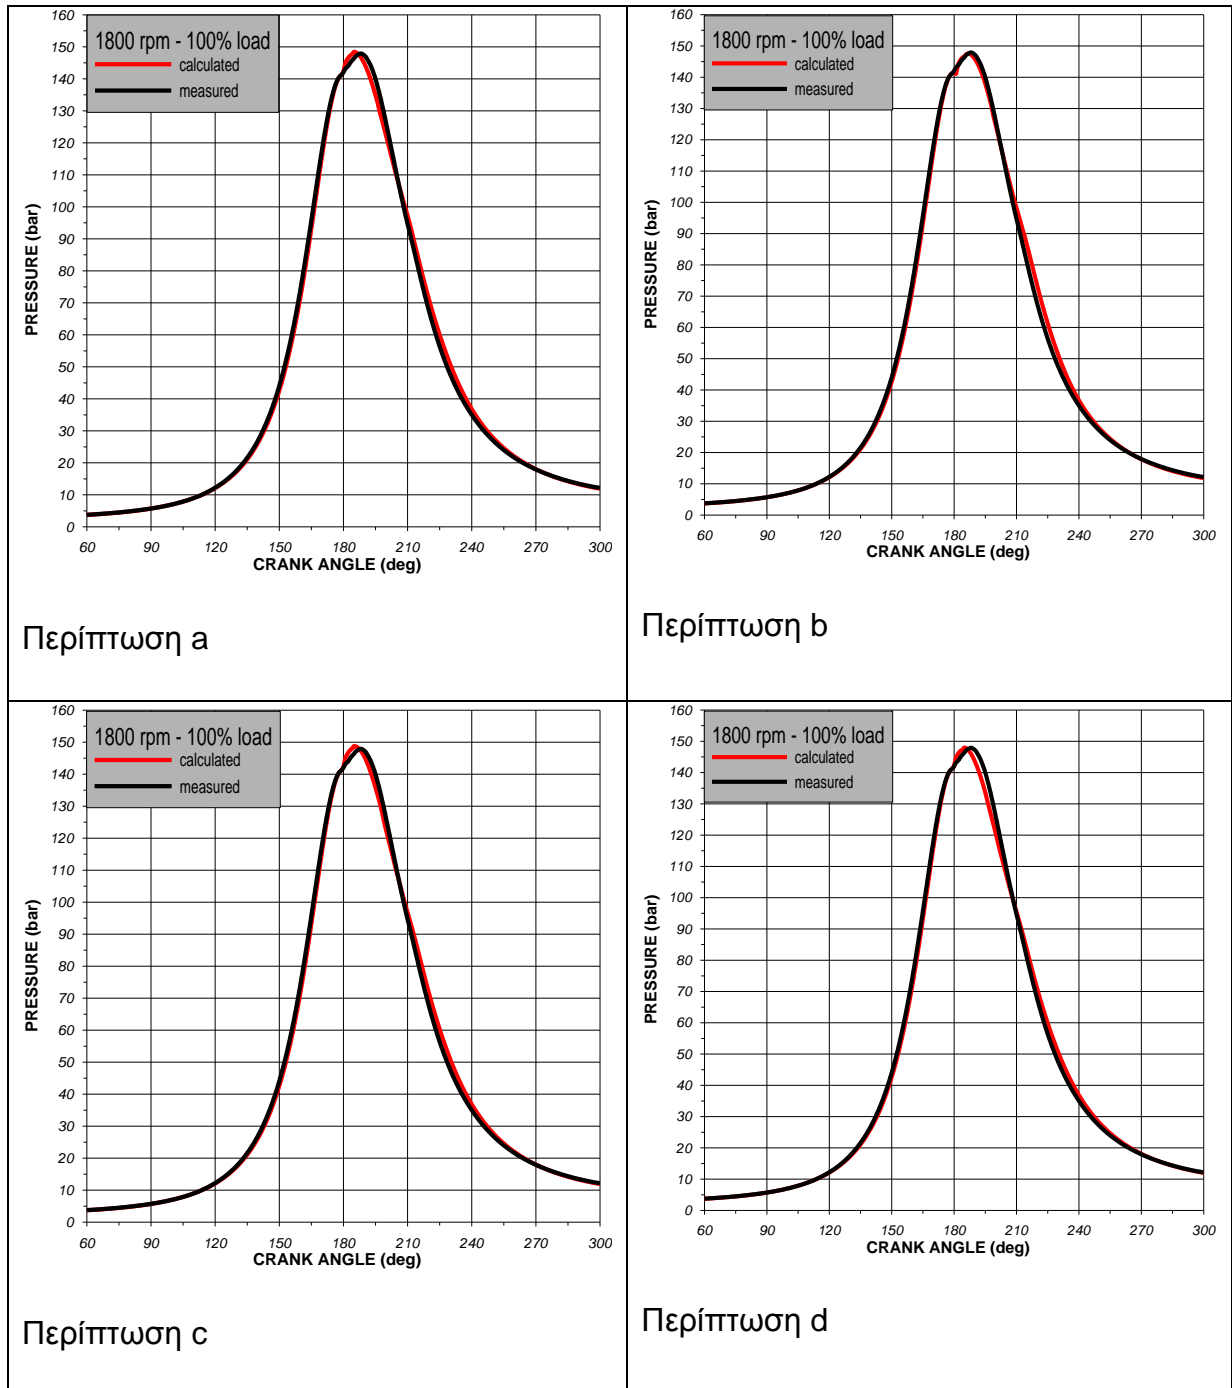 160
150
140
130
120
110
100
90
80
70
60
50
40
30
20
10
0
PRESSURE (bar)
1800 rpm - 100% load
calculated
measured
60 90 120 150 180 210 240 270 300
CRANK ANGLE (deg)
Περίπτωση a
160
150
140
130
120
110
100
90
80
70
60
50
40
30
20
10
0
PRESSURE (bar)
1800 rpm - 100% load
calculated
measured
60 90 120 150 180 210 240 270 300
CRANK ANGLE (deg)
Περίπτωση b
160
150
140
130
120
110
100
90
80
70
60
50
40
30
20
10
0
PRESSURE (bar)
1800 rpm - 100% load
calculated
measured
60 90 120 150 180 210 240 270 300
CRANK ANGLE (deg)
Περίπτωση c
160
150
140
130
120
110
100
90
80
70
60
50
40
30
20
10
0
PRESSURE (bar)
1800 rpm - 100% load
calculated
measured
60 90 120 150 180 210 240 270 300
CRANK ANGLE (deg)
Περίπτωση d